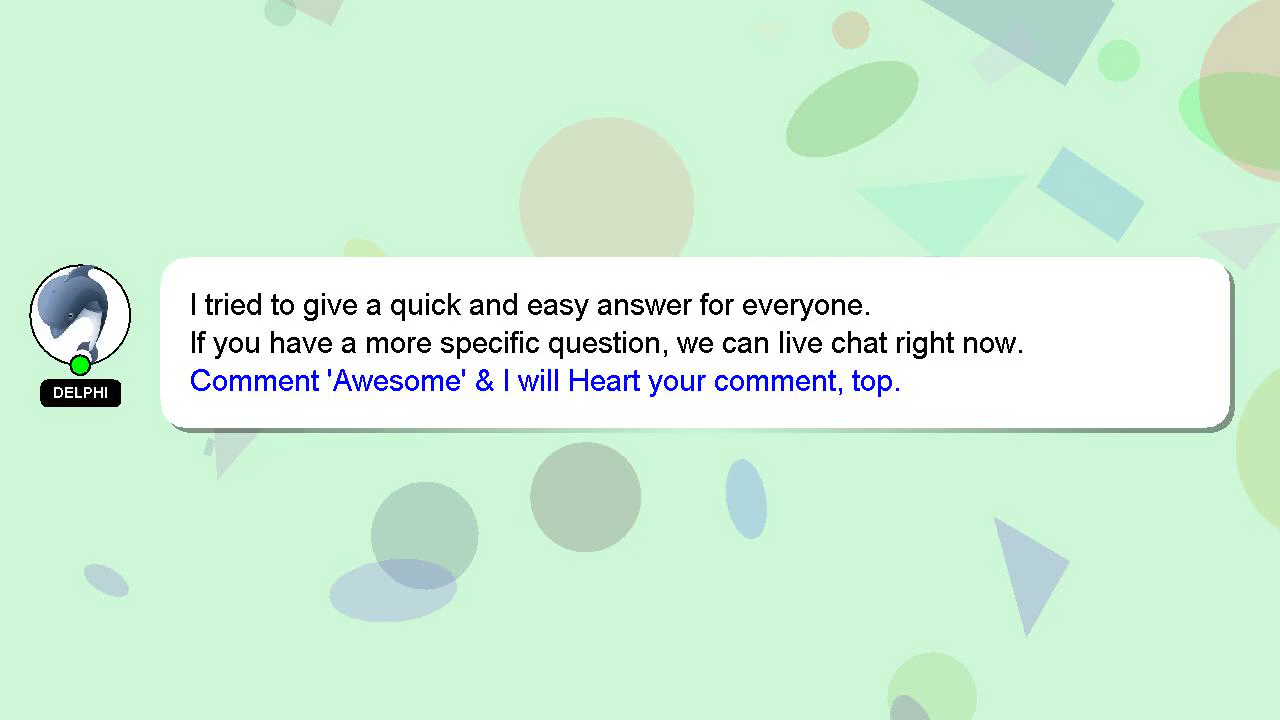 I tried to give a quick and easy answer for everyone.
If you have a more specific question, we can live chat right now.
Comment 'Awesome' & I will Heart your comment, top.
DELPHI